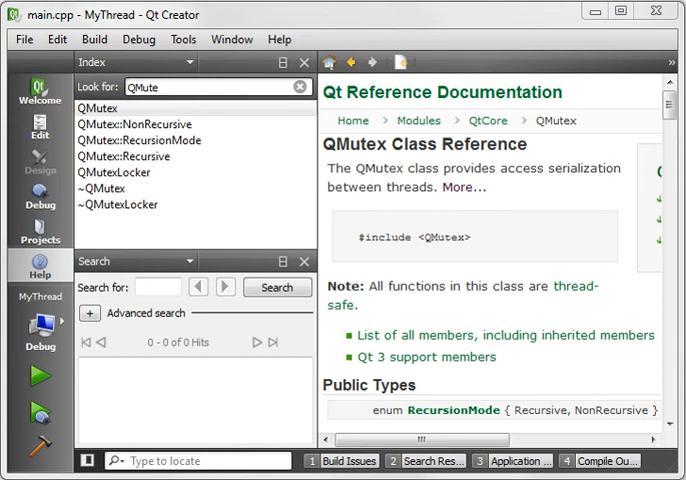 main.cpp - MyThread - Qt Creator
File Edit Build Debug Tools Window Help
Qt
Welcome
Edit
Design
Debug
Projects
Help
MyThread
Debug
Index
Look for: QMute
QMutex
QMutex::NonRecursive
QMutex::RecursionMode
QMutex::Recursive
QMutexLocker
~QMutex
~QMutexLocker
Search
Search for: Search
+ Advanced search
0 - 0 of 0 Hits
»
Qt Reference Documentation
Home Modules QtCore QMutex
QMutex Class Reference
The QMutex class provides access serialization
between threads. More...
#include <QMutex>
Note: All functions in this class are thread-
safe.
List of all members, including inherited members
Qt 3 support members
Public Types
enum RecursionMode { Recursive, NonRecursive }
Type to locate 1 Build Issues 2 Search Res... 3 Application ... 4 Compile Ou...